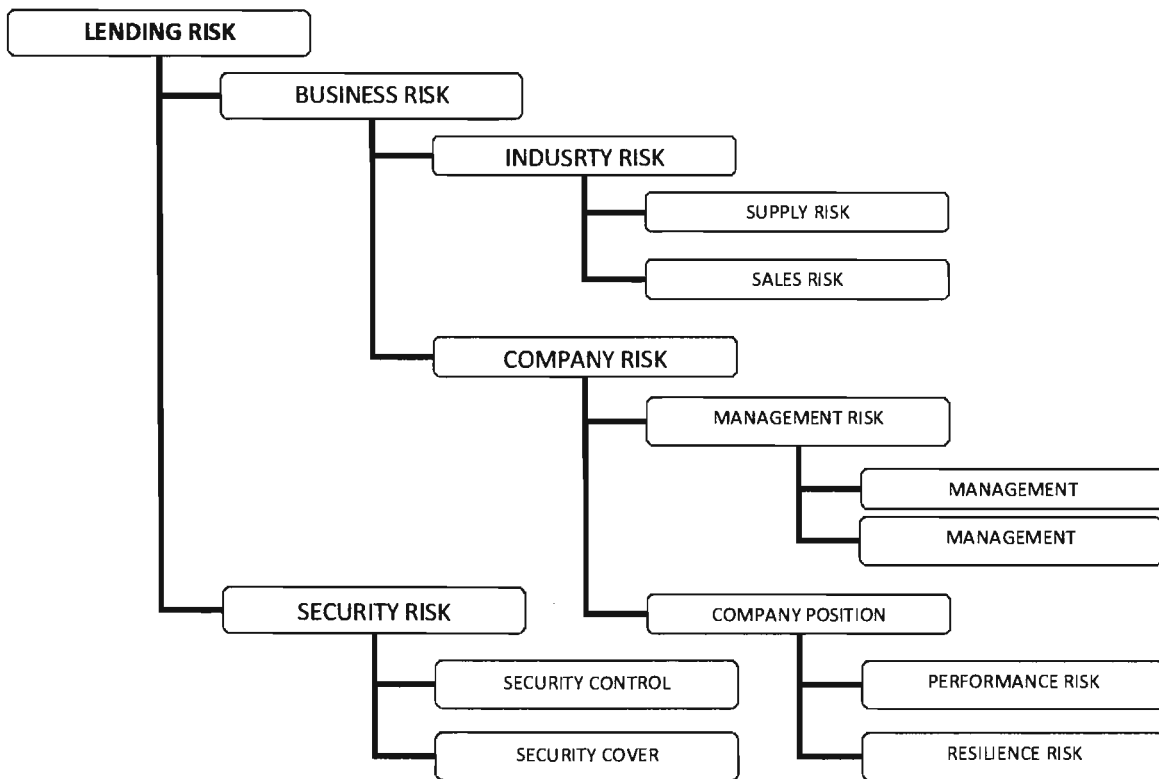 LENDING RISK
BUSINESS RISK
INDUSRTY RISK
SUPPLY RISK
SALES RISK
COMPANY RISK
MANAGEMENT RISK
MANAGEMENT
MANAGEMENT
SECURITY RISK
COMPANY POSITION
SECURITY CONTROL
PERFORMANCE RISK
SECURITY COVER
RESILIENCE RISK